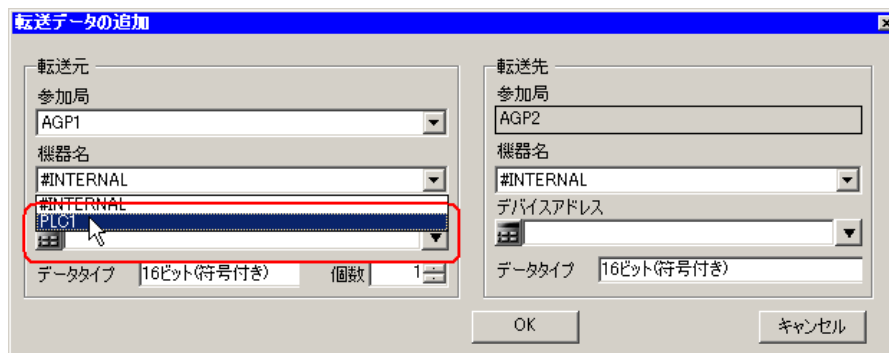 転送データの追加
転送元
参加局
AGP1
機器名
#INTERNAL
#INTERNAL
PLC1
データタイプ 16ビット(符号付き) 個数 1
転送先
参加局
AGP2
機器名
#INTERNAL
デバイスアドレス
データタイプ 16ビット(符号付き)
OK キャンセル